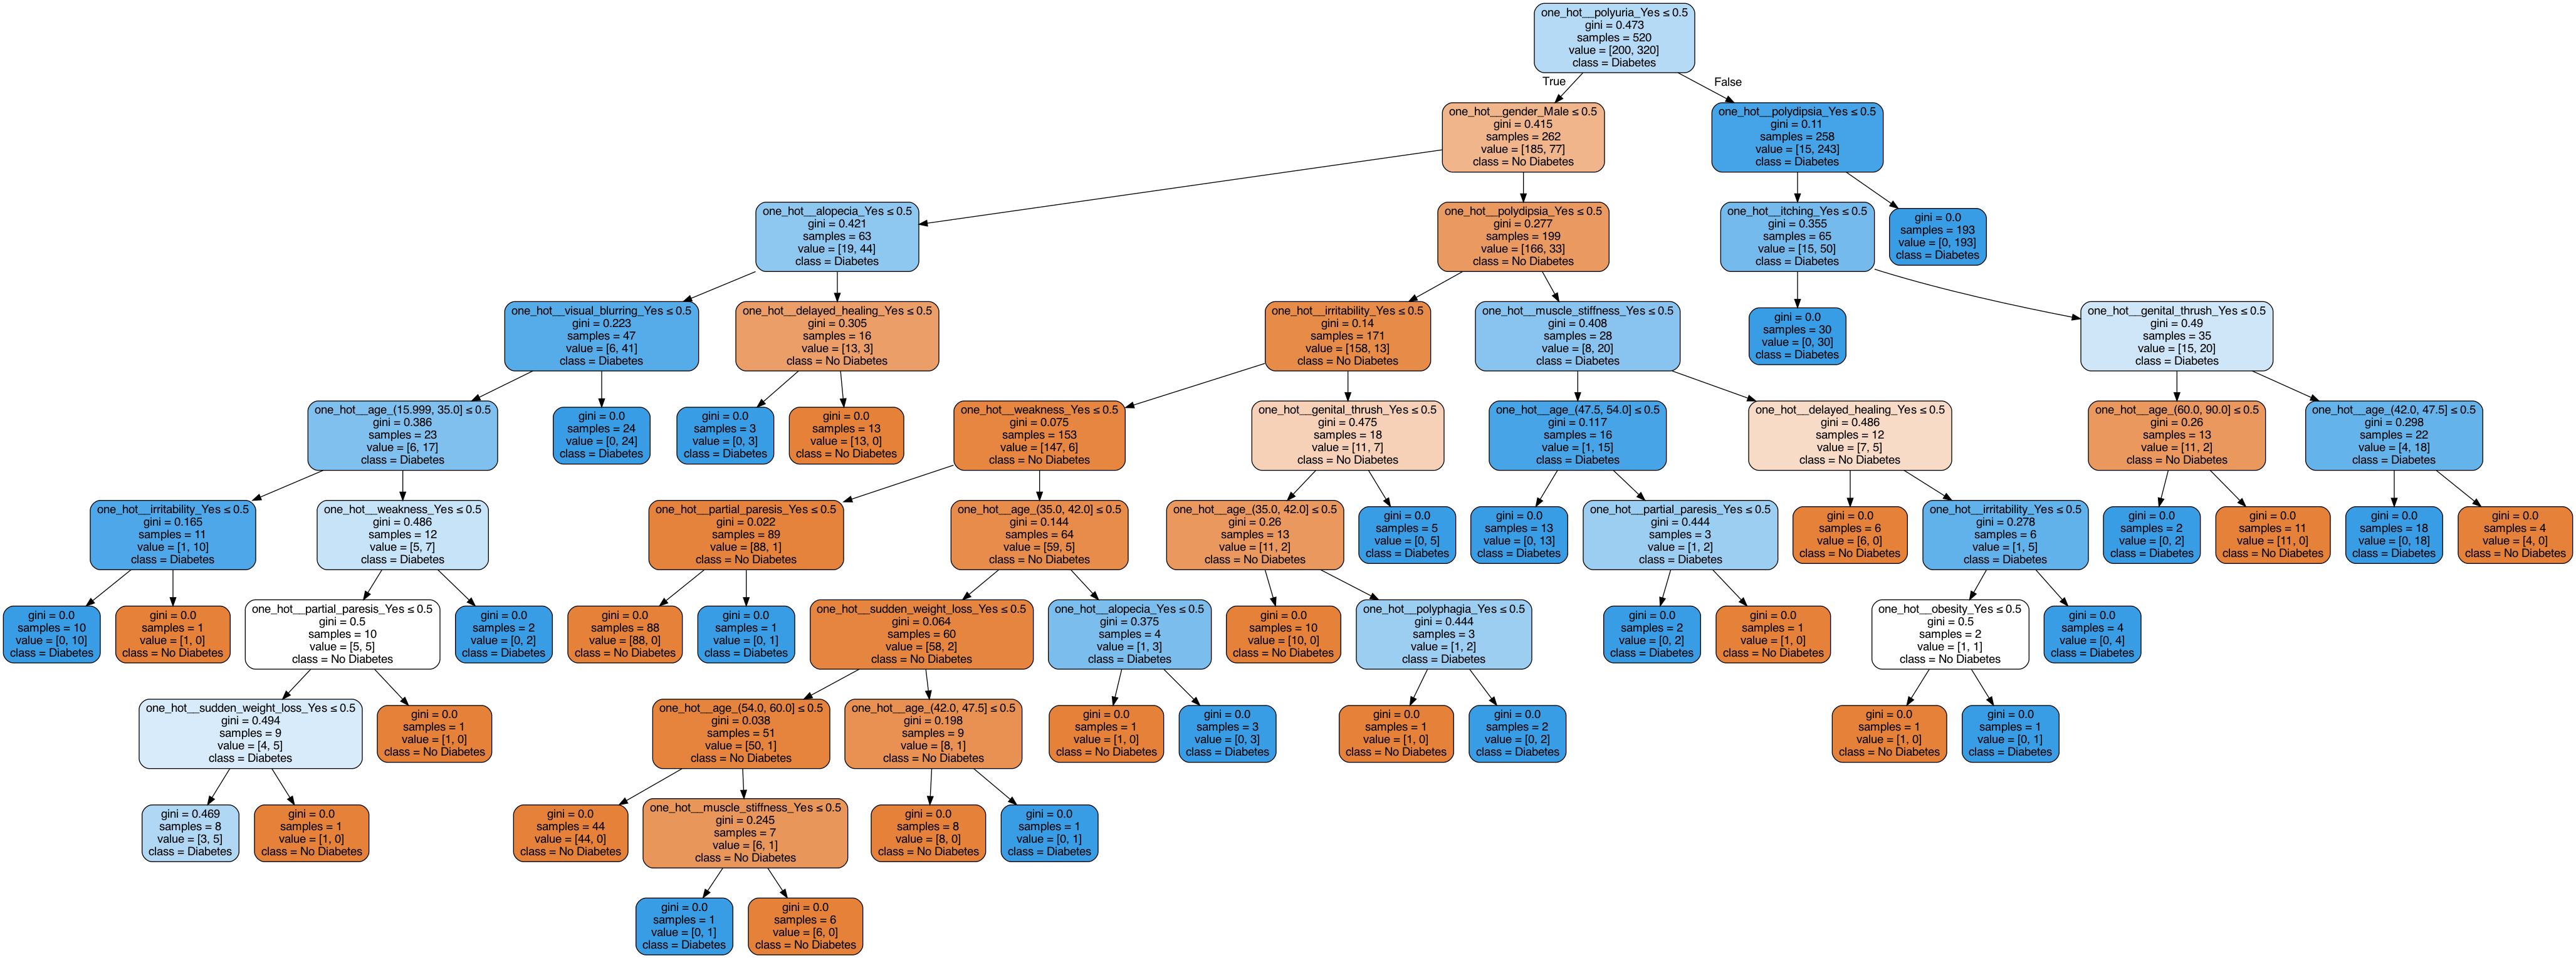 one_hot__polyuria_Yes ≤ 0.5
gini = 0.473
samples = 520
value = [200, 320]
class = Diabetes
True
False
one_hot__gender_Male ≤ 0.5
gini = 0.415
samples = 262
value = [185, 77]
class = No Diabetes
one_hot__polydipsia_Yes ≤ 0.5
gini = 0.11
samples = 258
value = [15, 243]
class = Diabetes
one_hot__alopecia_Yes ≤ 0.5
gini = 0.421
samples = 63
value = [19, 44]
class = Diabetes
one_hot__polydipsia_Yes ≤ 0.5
gini = 0.277
samples = 199
value = [166, 33]
class = No Diabetes
one_hot__itching_Yes ≤ 0.5
gini = 0.355
samples = 65
value = [15, 50]
class = Diabetes
gini = 0.0
samples = 193
value = [0, 193]
class = Diabetes
one_hot__visual_blurring_Yes ≤ 0.5
gini = 0.223
samples = 47
value = [6, 41]
class = Diabetes
one_hot__delayed_healing_Yes ≤ 0.5
gini = 0.305
samples = 16
value = [13, 3]
class = No Diabetes
one_hot__irritability_Yes ≤ 0.5
gini = 0.14
samples = 171
value = [158, 13]
class = No Diabetes
one_hot__muscle_stiffness_Yes ≤ 0.5
gini = 0.408
samples = 28
value = [8, 20]
class = Diabetes
gini = 0.0
samples = 30
value = [0, 30]
class = Diabetes
one_hot__genital_thrush_Yes ≤ 0.5
gini = 0.49
samples = 35
value = [15, 20]
class = Diabetes
one_hot__age_(15.999, 35.0] ≤ 0.5
gini = 0.386
samples = 23
value = [6, 17]
class = Diabetes
gini = 0.0
samples = 24
value = [0, 24]
class = Diabetes
gini = 0.0
samples = 3
value = [0, 3]
class = Diabetes
gini = 0.0
samples = 13
value = [13, 0]
class = No Diabetes
one_hot__weakness_Yes ≤ 0.5
gini = 0.075
samples = 153
value = [147, 6]
class = No Diabetes
one_hot__genital_thrush_Yes ≤ 0.5
gini = 0.475
samples = 18
value = [11, 7]
class = No Diabetes
one_hot__age_(47.5, 54.0] ≤ 0.5
gini = 0.117
samples = 16
value = [1, 15]
class = Diabetes
one_hot__delayed_healing_Yes ≤ 0.5
gini = 0.486
samples = 12
value = [7, 5]
class = No Diabetes
one_hot__age_(60.0, 90.0] ≤ 0.5
gini = 0.26
samples = 13
value = [11, 2]
class = No Diabetes
one_hot__age_(42.0, 47.5] ≤ 0.5
gini = 0.298
samples = 22
value = [4, 18]
class = Diabetes
one_hot__irritability_Yes ≤ 0.5
gini = 0.165
samples = 11
value = [1, 10]
class = Diabetes
one_hot__weakness_Yes ≤ 0.5
gini = 0.486
samples = 12
value = [5, 7]
class = Diabetes
one_hot__partial_paresis_Yes ≤ 0.5
gini = 0.022
samples = 89
value = [88, 1]
class = No Diabetes
one_hot__age_(35.0, 42.0] ≤ 0.5
gini = 0.144
samples = 64
value = [59, 5]
class = No Diabetes
one_hot__age_(35.0, 42.0] ≤ 0.5
gini = 0.26
samples = 13
value = [11, 2]
class = No Diabetes
gini = 0.0
samples = 5
value = [0, 5]
class = Diabetes
gini = 0.0
samples = 13
value = [0, 13]
class = Diabetes
one_hot__partial_paresis_Yes ≤ 0.5
gini = 0.444
samples = 3
value = [1, 2]
class = Diabetes
gini = 0.0
samples = 6
value = [6, 0]
class = No Diabetes
one_hot__irritability_Yes ≤ 0.5
gini = 0.278
samples = 6
value = [1, 5]
class = Diabetes
gini = 0.0
samples = 2
value = [0, 2]
class = Diabetes
gini = 0.0
samples = 11
value = [11, 0]
class = No Diabetes
gini = 0.0
samples = 18
value = [0, 18]
class = Diabetes
gini = 0.0
samples = 4
value = [4, 0]
class = No Diabetes
gini = 0.0
samples = 10
value = [0, 10]
class = Diabetes
gini = 0.0
samples = 1
value = [1, 0]
class = No Diabetes
one_hot__partial_paresis_Yes ≤ 0.5
gini = 0.5
samples = 10
value = [5, 5]
class = No Diabetes
gini = 0.0
samples = 2
value = [0, 2]
class = Diabetes
gini = 0.0
samples = 88
value = [88, 0]
class = No Diabetes
gini = 0.0
samples = 1
value = [0, 1]
class = Diabetes
one_hot__sudden_weight_loss_Yes ≤ 0.5
gini = 0.064
samples = 60
value = [58, 2]
class = No Diabetes
one_hot__alopecia_Yes ≤ 0.5
gini = 0.375
samples = 4
value = [1, 3]
class = Diabetes
gini = 0.0
samples = 10
value = [10, 0]
class = No Diabetes
one_hot__polyphagia_Yes ≤ 0.5
gini = 0.444
samples = 3
value = [1, 2]
class = Diabetes
gini = 0.0
samples = 2
value = [0, 2]
class = Diabetes
gini = 0.0
samples = 1
value = [1, 0]
class = No Diabetes
one_hot__obesity_Yes ≤ 0.5
gini = 0.5
samples = 2
value = [1, 1]
class = No Diabetes
gini = 0.0
samples = 4
value = [0, 4]
class = Diabetes
one_hot__sudden_weight_loss_Yes ≤ 0.5
gini = 0.494
samples = 9
value = [4, 5]
class = Diabetes
gini = 0.0
samples = 1
value = [1, 0]
class = No Diabetes
one_hot__age_(54.0, 60.0] ≤ 0.5
gini = 0.038
samples = 51
value = [50, 1]
class = No Diabetes
one_hot__age_(42.0, 47.5] ≤ 0.5
gini = 0.198
samples = 9
value = [8, 1]
class = No Diabetes
gini = 0.0
samples = 1
value = [1, 0]
class = No Diabetes
gini = 0.0
samples = 3
value = [0, 3]
class = Diabetes
gini = 0.0
samples = 1
value = [1, 0]
class = No Diabetes
gini = 0.0
samples = 2
value = [0, 2]
class = Diabetes
gini = 0.0
samples = 1
value = [1, 0]
class = No Diabetes
gini = 0.0
samples = 1
value = [0, 1]
class = Diabetes
gini = 0.469
samples = 8
value = [3, 5]
class = Diabetes
gini = 0.0
samples = 1
value = [1, 0]
class = No Diabetes
gini = 0.0
samples = 44
value = [44, 0]
class = No Diabetes
one_hot__muscle_stiffness_Yes ≤ 0.5
gini = 0.245
samples = 7
value = [6, 1]
class = No Diabetes
gini = 0.0
samples = 8
value = [8, 0]
class = No Diabetes
gini = 0.0
samples = 1
value = [0, 1]
class = Diabetes
gini = 0.0
samples = 1
value = [0, 1]
class = Diabetes
gini = 0.0
samples = 6
value = [6, 0]
class = No Diabetes